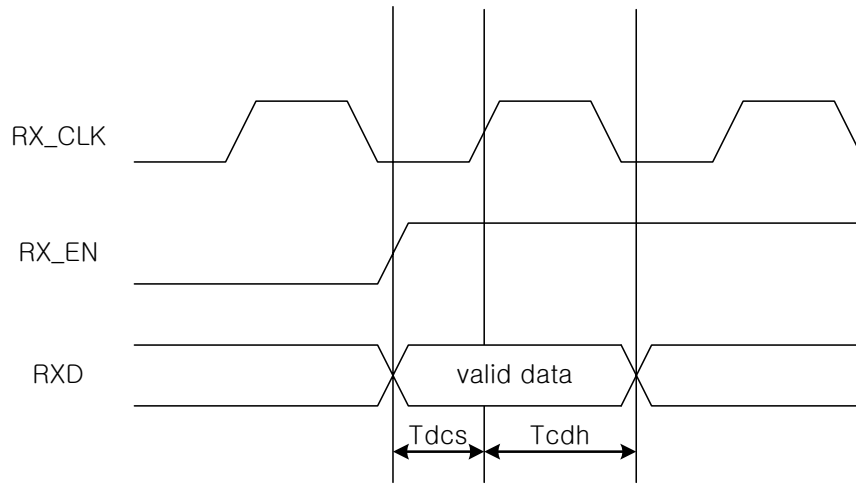 RX_CLK
RX_EN
RXD
valid data
Tdcs
Tcdh